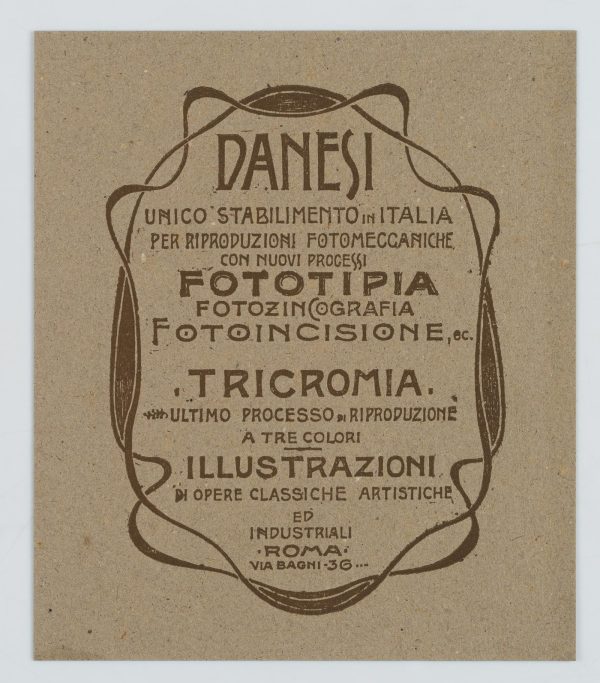 DANESI
UNICO STABILIMENTO IN ITALIA
PER RIPRODUZIONI FOTOMECCANICHE
CON NUOVI PROCESSI
FOTOTIPIA
FOTOZINCOGRAFIA
FOTOINCISIONE, EC.
·TRICROMIA·
ULTIMO PROCESSO DI RIPRODUZIONE
A TRE COLORI
ILLUSTRAZIONI
DI OPERE CLASSICHE ARTISTICHE
ED
INDUSTRIALI
·ROMA·
VIA BAGNI-36...